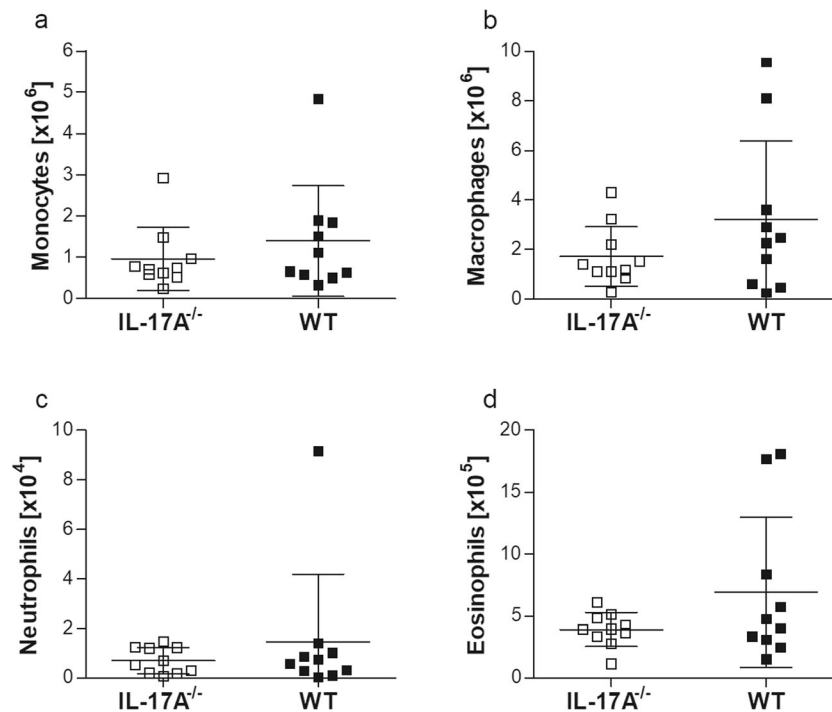 a
Monocytes [x10⁶]
6
5
4
3
2
1
0
IL-17A-/- WT
b
Macrophages [x10⁶]
10
8
6
4
2
0
IL-17A-/- WT
c
Neutrophils [x10⁴]
10
8
6
4
2
0
IL-17A-/- WT
d
Eosinophils [x10⁵]
20
15
10
5
0
IL-17A-/- WT